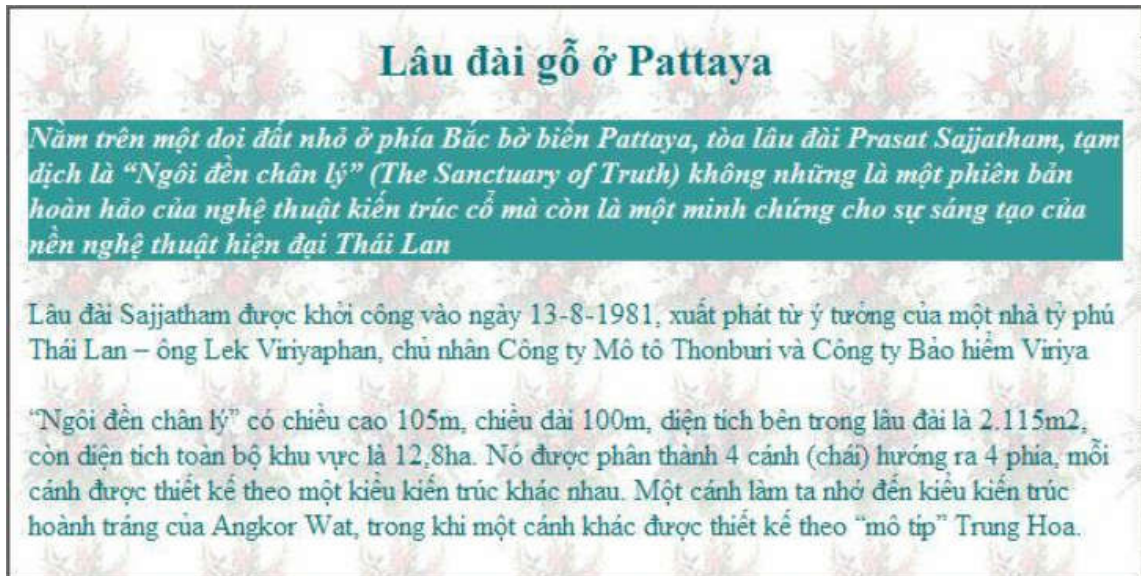 Lâu đài gỗ ở Pattaya
Nằm trên một doi đất nhỏ ở phía Bắc bờ biển Pattaya, tòa lâu đài Prasat Sajjatham, tạm
dịch là “Ngôi đền chân lý” (The Sanctuary of Truth) không những là một phiên bản
hoàn hảo của nghệ thuật kiến trúc cổ mà còn là một minh chứng cho sự sáng tạo của
nền nghệ thuật hiện đại Thái Lan
Lâu đài Sajjatham được khởi công vào ngày 13-8-1981, xuất phát từ ý tưởng của một nhà tỷ phú
Thái Lan – ông Lek Viriyaphan, chủ nhân Công ty Mô tô Thonburi và Công ty Bảo hiểm Viriya
“Ngôi đền chân lý” có chiều cao 105m, chiều dài 100m, diện tích bên trong lâu đài là 2.115m2,
còn diện tích toàn bộ khu vực là 12,8ha. Nó được phân thành 4 cánh (chái) hướng ra 4 phía, mỗi
cánh được thiết kế theo một kiểu kiến trúc khác nhau. Một cánh làm ta nhớ đến kiểu kiến trúc
hoành tráng của Angkor Wat, trong khi một cánh khác được thiết kế theo “mô típ” Trung Hoa.